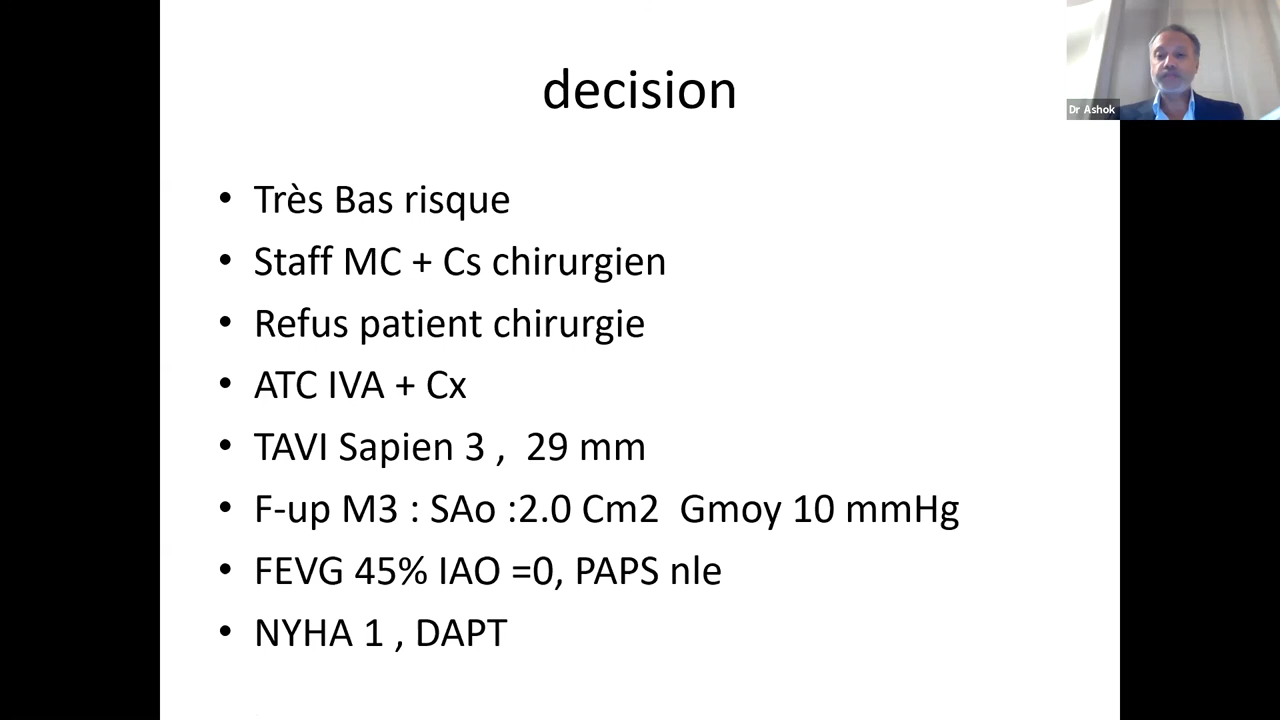 decision
Dr Ashok
• Très Bas risque
• Staff MC + Cs chirurgien
• Refus patient chirurgie
• ATC IVA + Cx
• TAVI Sapien 3 , 29 mm
• F-up M3 : SAo :2.0 Cm2 Gmoy 10 mmHg
• FEVG 45% IAO =0, PAPS nle
• NYHA 1 , DAPT